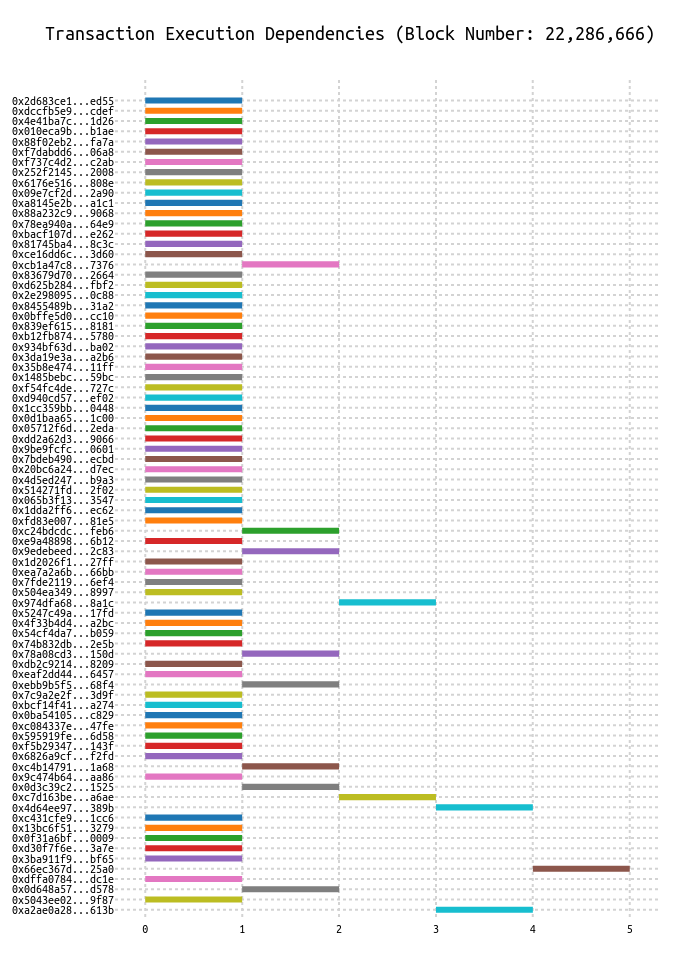 Transaction Execution Dependencies (Block Number: 22,286,666)
0x2d683ce1...ed55
0xdccfb5e9...cdef
0x4e41ba7c...1d26
0x010eca9b...b1ae
0x88f02eb2...fa7a
0xf7dabdd6...06a8
0xf737c4d2...c2ab
0x252f2145...2008
0x6176e516...808e
0x09e7cf2d...2a90
0xa8145e2b...a1c1
0x88a232c9...9068
0x78ea940a...64e9
0xbacf107d...e262
0x81745ba4...8c3c
0xce16dd6c...3d60
0xcb1a47c8...7376
0x83679d70...2664
0xd625b284...fbf2
0x2e298095...0c88
0x8455489b...31a2
0x0bffe5d0...cc10
0x839ef615...8181
0xb12fb874...5780
0x934bf63d...ba02
0x3da19e3a...a2b6
0x35b8e474...11ff
0x1485bebc...59bc
0xf54fc4de...727c
0xd940cd57...ef02
0x1cc359bb...0448
0x0d1baa65...1c00
0x05712f6d...2eda
0xdd2a62d3...9066
0x9be9fcfc...0601
0x7bdeb490...ecbd
0x20bc6a24...d7ec
0x4d5ed247...b9a3
0x514271fd...2f02
0x065b3f13...3547
0x1dda2ff6...ec62
0xfd83e007...81e5
0xc24bdcdc...feb6
0xe9a48898...6b12
0x9edebeed...2c83
0x1d2026f1...27ff
0xea7a2a6b...66bb
0x7fde2119...6ef4
0x504ea349...8997
0x974dfa68...8a1c
0x5247c49a...17fd
0x4f33b4d4...a2bc
0x54cf4da7...b059
0x74b832db...2e5b
0x78a08cd3...150d
0xdb2c9214...8209
0xeaf2dd44...6457
0xebb9b5f5...68f4
0x7c9a2e2f...3d9f
0xbcf14f41...a274
0x0ba54105...c829
0xc084337e...47fe
0x595919fe...6d58
0xf5b29347...143f
0x6826a9cf...f2fd
0xc4b14791...1a68
0x9c474b64...aa86
0x0d3c39c2...1525
0xc7d163be...a6ae
0x4d64ee97...389b
0xc431cfe9...1cc6
0x13bc6f51...3279
0x0f31a6bf...0009
0xd30f7f6e...3a7e
0x3ba911f9...bf65
0x66ec367d...25a0
0xdffa0784...dc1e
0x0d648a57...d578
0x5043ee02...9f87
0xa2ae0a28...613b
0 1 2 3 4 5